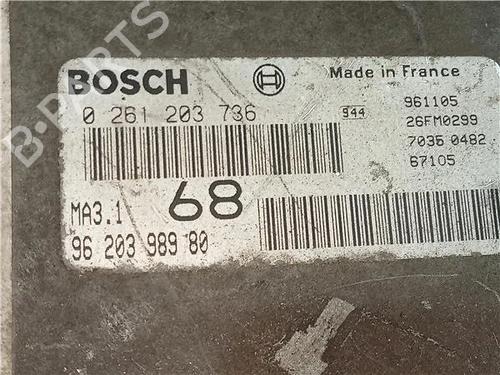 B-PARTS
BOSCH
Made in France
0 261 203 736
944
961105
26FM0299
7035 0482
67105
MA3.1
68
96 203 989 80